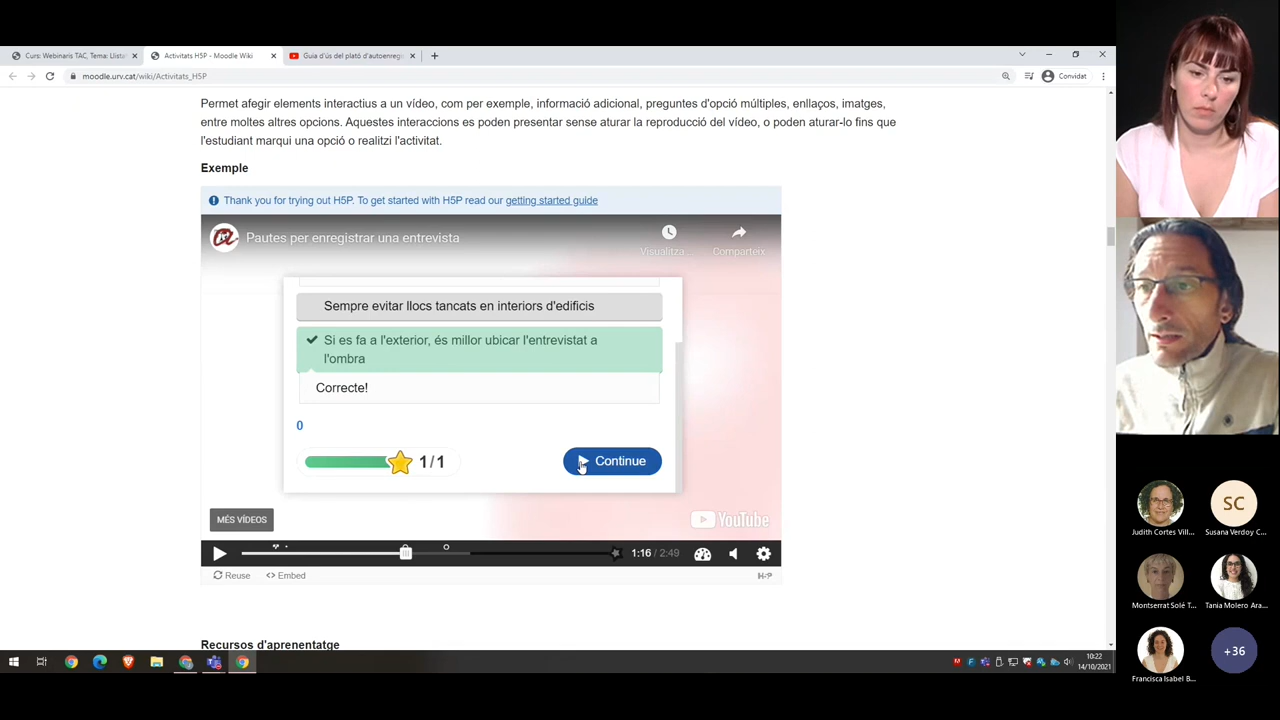 Curs: Webinaris TAC, Tema: Llista
Activitats H5P - Moodle Wiki
Guia d'ús del plató d'autoenreg
moodle.urv.cat/wiki/Activitats_H5P
Convidat
Permet afegir elements interactius a un vídeo, com per exemple, informació adicional, preguntes d'opció múltiples, enllaços, imatges,
entre moltes altres opcions. Aquestes interaccions es poden presentar sense aturar la reproducció del vídeo, o poden aturar-lo fins que
l'estudiant marqui una opció o realitzi l'activitat.
Exemple
Thank you for trying out H5P. To get started with H5P read our getting started guide
Pautes per enregistrar una entrevista
Visualitza...
Comparteix
Sempre evitar llocs tancats en interiors d'edificis
Si es fa a l'exterior, és millor ubicar l'entrevistat a
l'ombra
Correcte!
0
1/1
Continue
MÉS VÍDEOS
YouTube
1:16 / 2:49
Reuse
<> Embed
H5P
Recursos d'aprenentatge
10:22
14/10/2021
SC
Judith Cortes Vill...
Susana Verdoy C...
Montserrat Solé T...
Tania Molero Ara...
Francisca Isabel B...
+36